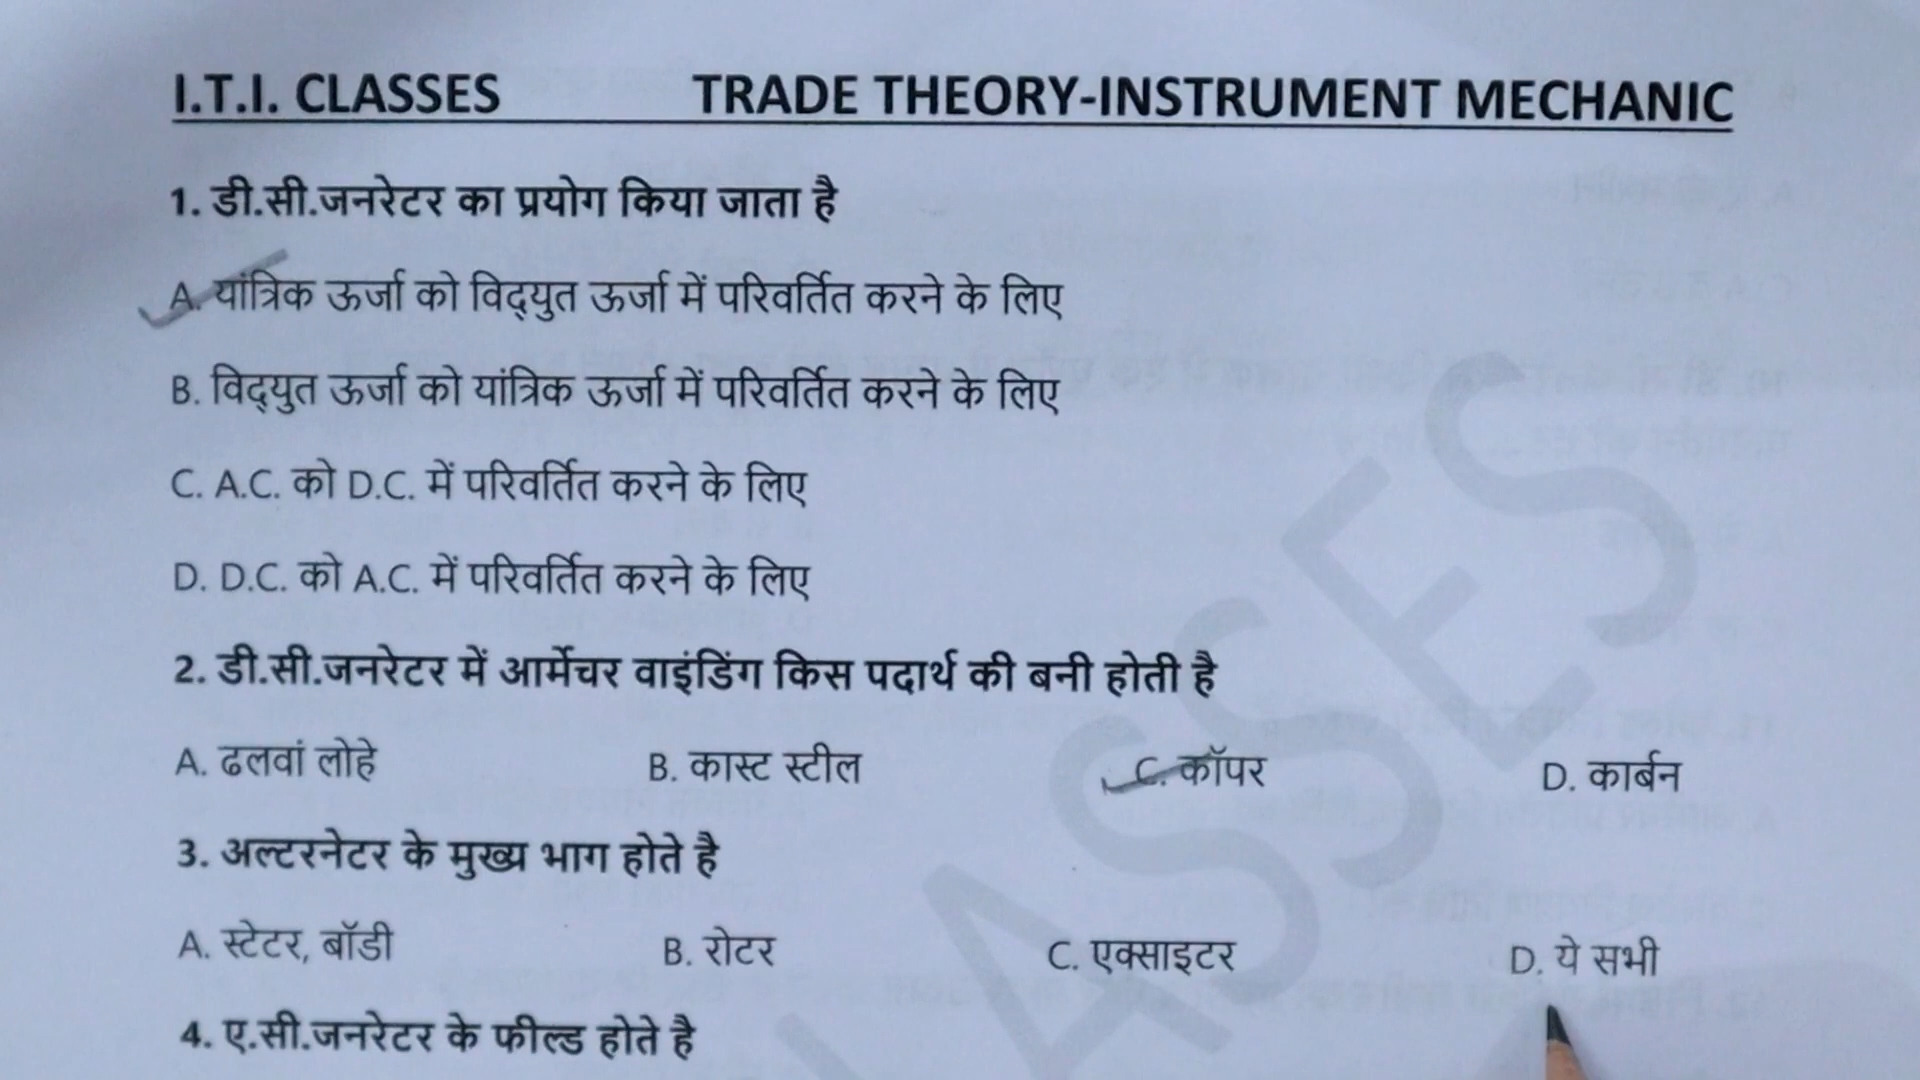 I.T.I. CLASSES TRADE THEORY-INSTRUMENT MECHANIC
1. डी.सी.जनरेटर का प्रयोग किया जाता है
A. यांत्रिक ऊर्जा को विद्युत ऊर्जा में परिवर्तित करने के लिए
B. विद्युत ऊर्जा को यांत्रिक ऊर्जा में परिवर्तित करने के लिए
C. A.C. को D.C. में परिवर्तित करने के लिए
D. D.C. को A.C. में परिवर्तित करने के लिए
2. डी.सी.जनरेटर में आर्मेचर वाइंडिंग किस पदार्थ की बनी होती है
A. ढलवां लोहे B. कास्ट स्टील C. कॉपर D. कार्बन
3. अल्टरनेटर के मुख्य भाग होते है
A. स्टेटर, बॉडी B. रोटर C. एक्साइटर D. ये सभी
4. ए.सी.जनरेटर के फील्ड होते है